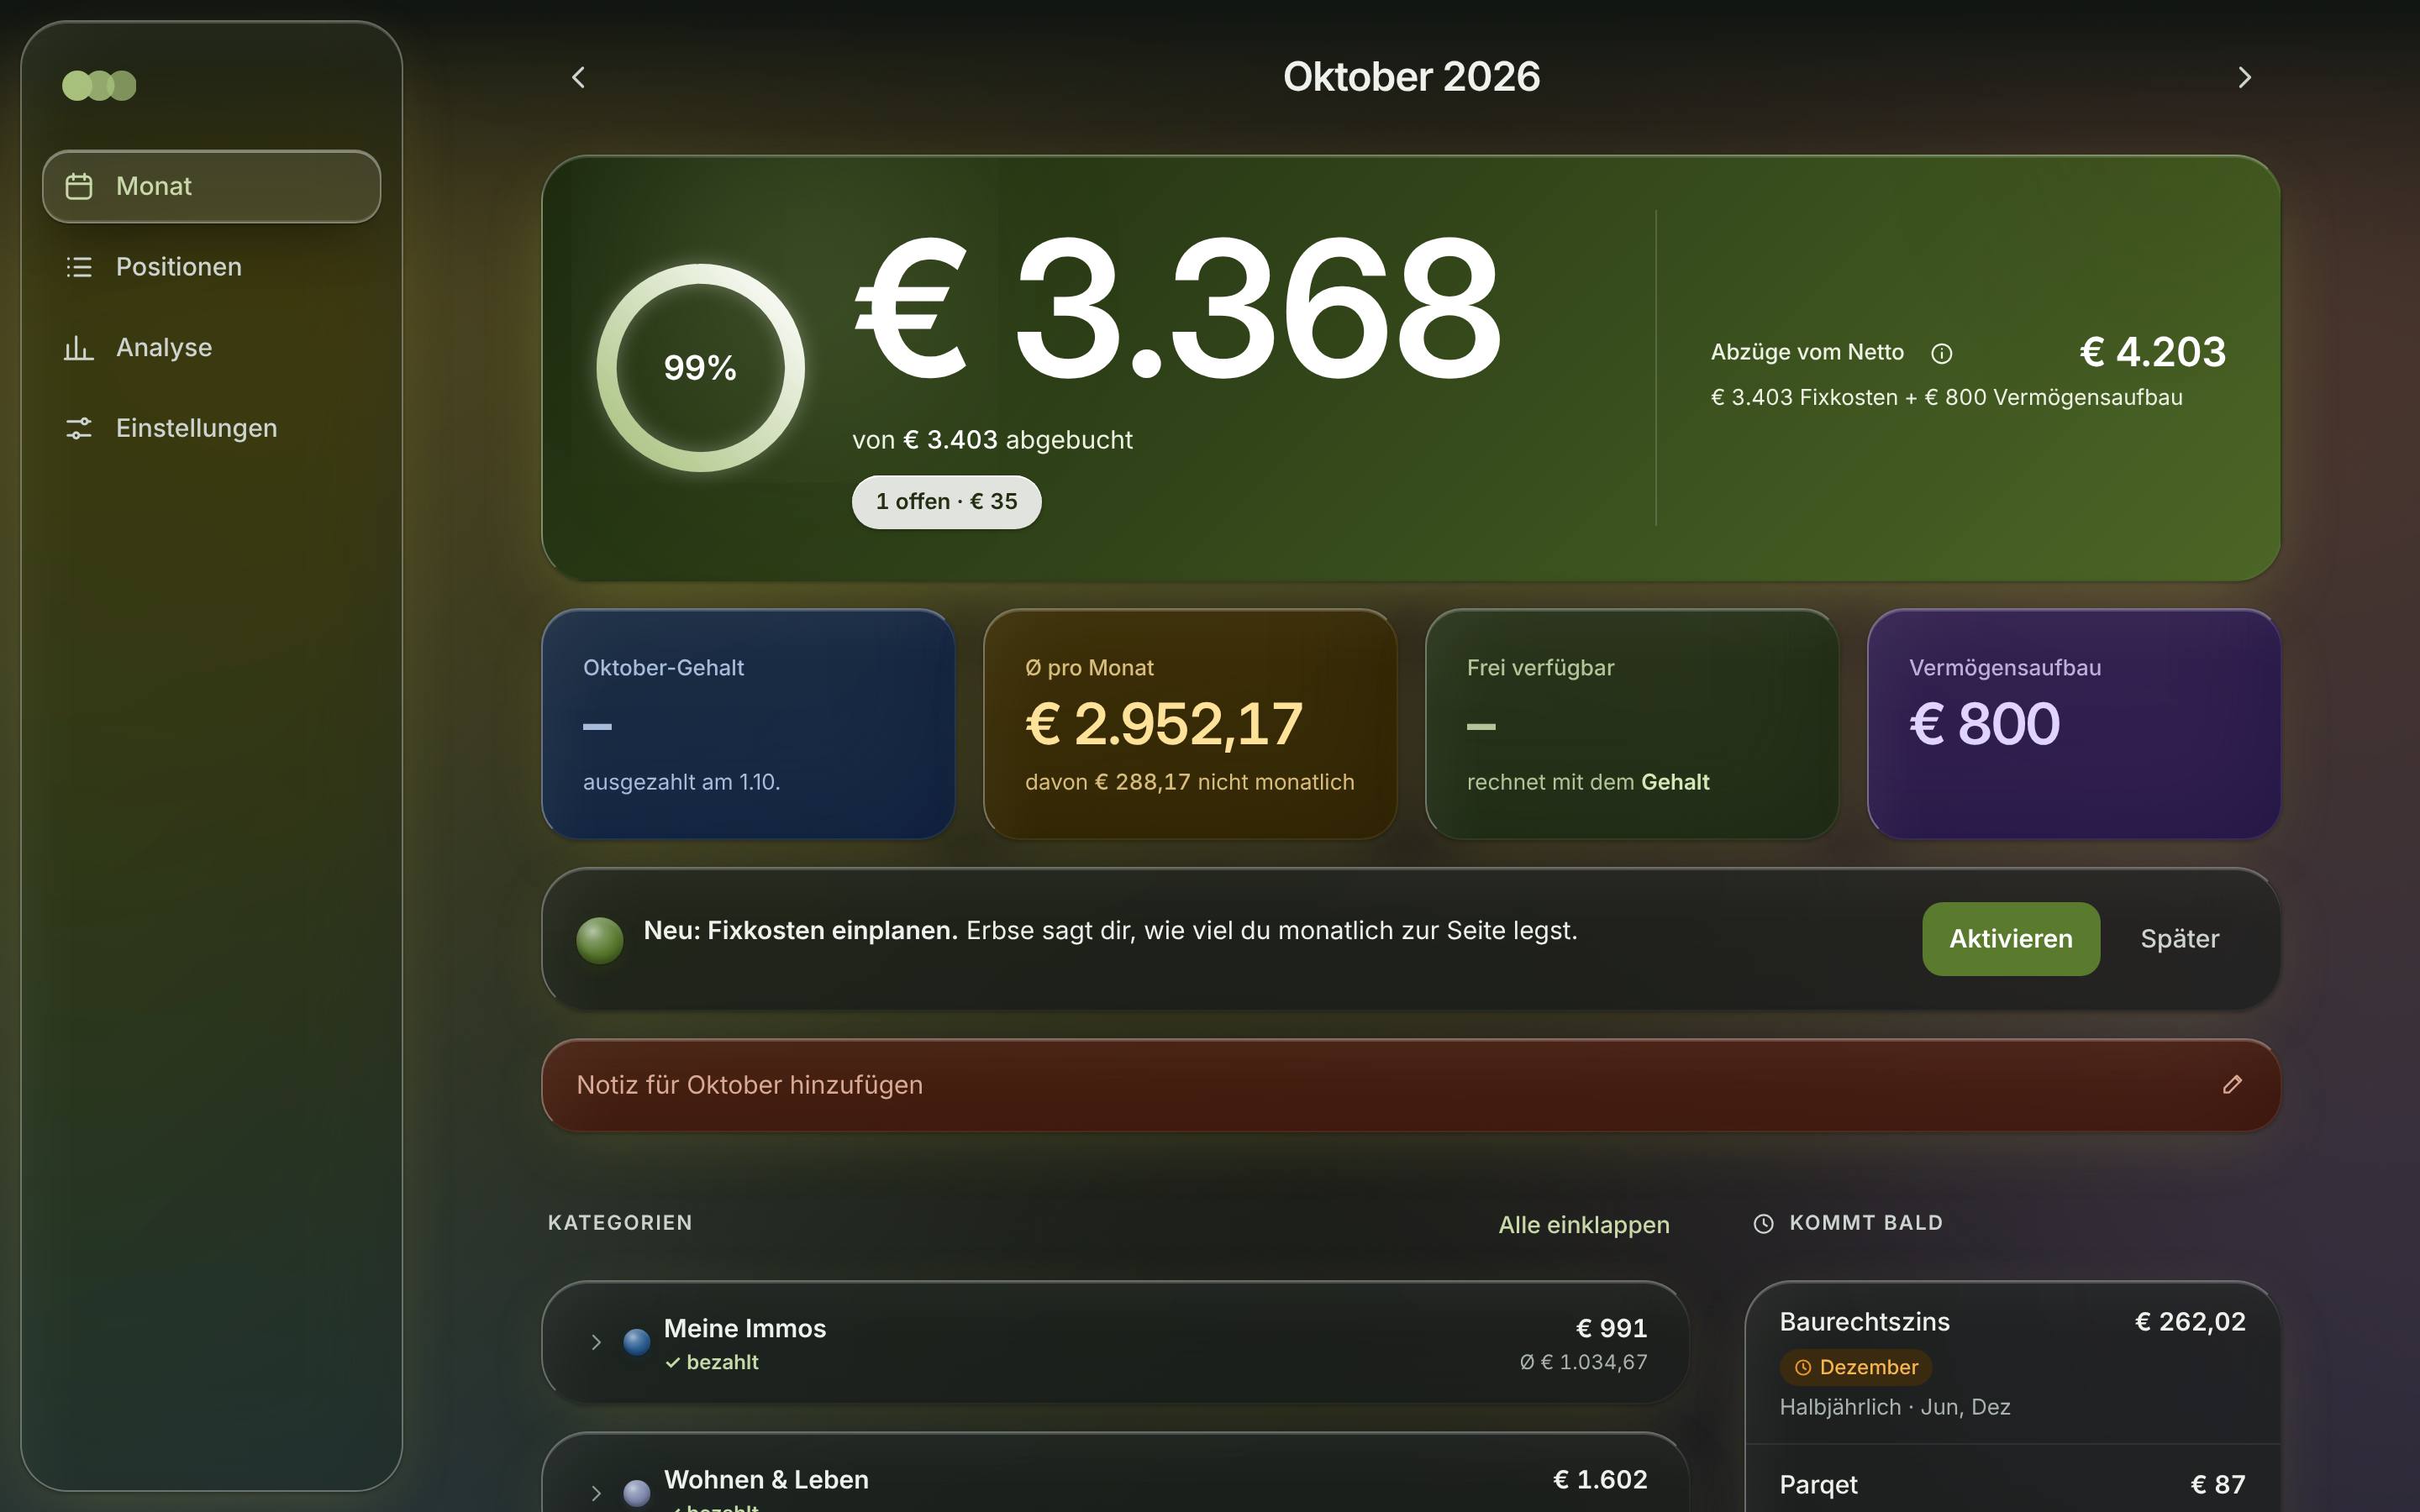 Oktober 2026
Monat
Positionen
Analyse
Einstellungen
99%
€ 3.368
von € 3.403 abgebucht
1 offen · € 35
Abzüge vom Netto
€ 4.203
€ 3.403 Fixkosten + € 800 Vermögensaufbau
Oktober-Gehalt
–
ausgezahlt am 1.10.
Ø pro Monat
€ 2.952,17
davon € 288,17 nicht monatlich
Frei verfügbar
–
rechnet mit dem Gehalt
Vermögensaufbau
€ 800
Neu: Fixkosten einplanen. Erbse sagt dir, wie viel du monatlich zur Seite legst.
Aktivieren
Später
Notiz für Oktober hinzufügen
KATEGORIEN
Alle einklappen
Meine Immos
€ 991
✓ bezahlt
Ø € 1.034,67
Wohnen & Leben
€ 1.602
✓ bezahlt
KOMMT BALD
Baurechtszins
€ 262,02
Dezember
Halbjährlich · Jun, Dez
Parqet
€ 87